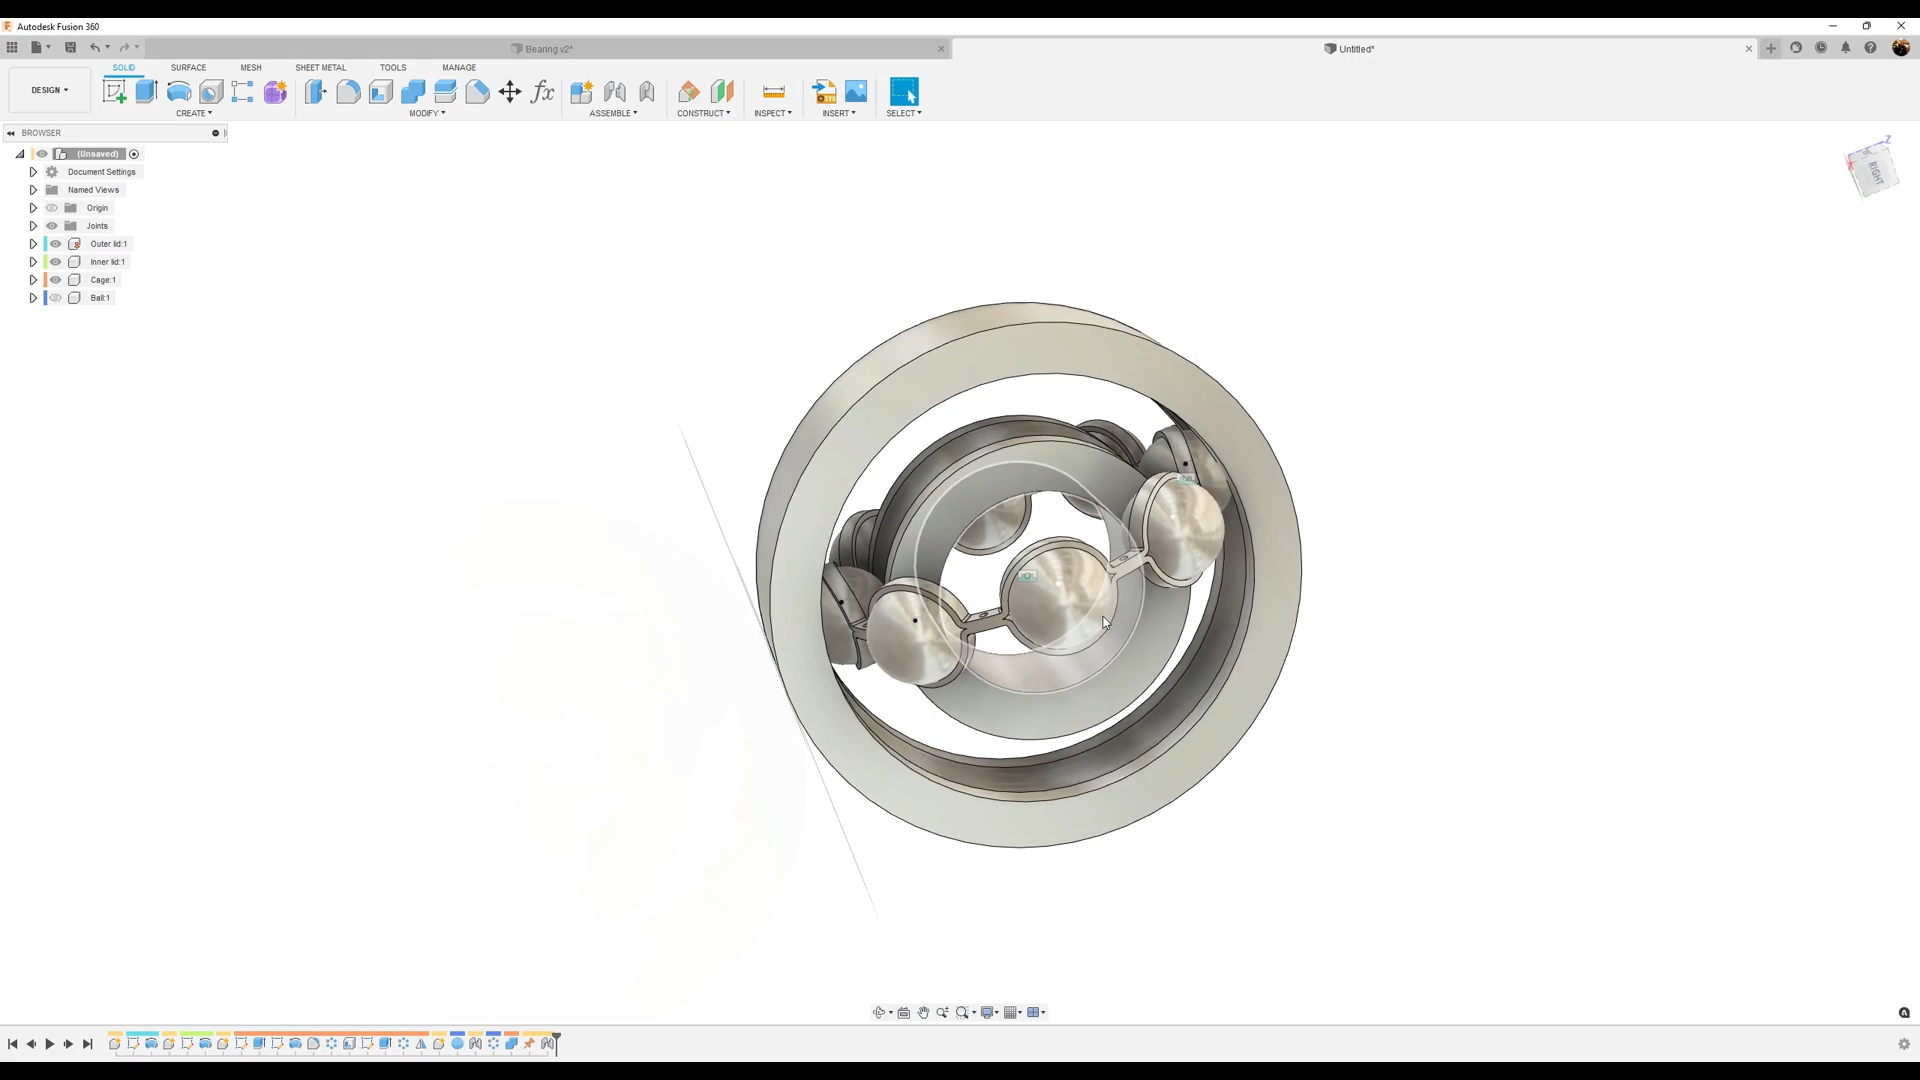 Autodesk Fusion 360
Bearing v2*
Untitled*
SOLID SURFACE MESH SHEET METAL TOOLS MANAGE
DESIGN
CREATE MODIFY ASSEMBLE CONSTRUCT INSPECT INSERT SELECT
BROWSER
(Unsaved)
Document Settings
Named Views
Origin
Joints
Outer lid:1
Inner lid:1
Cage:1
Ball:1
Z
X
RIGHT